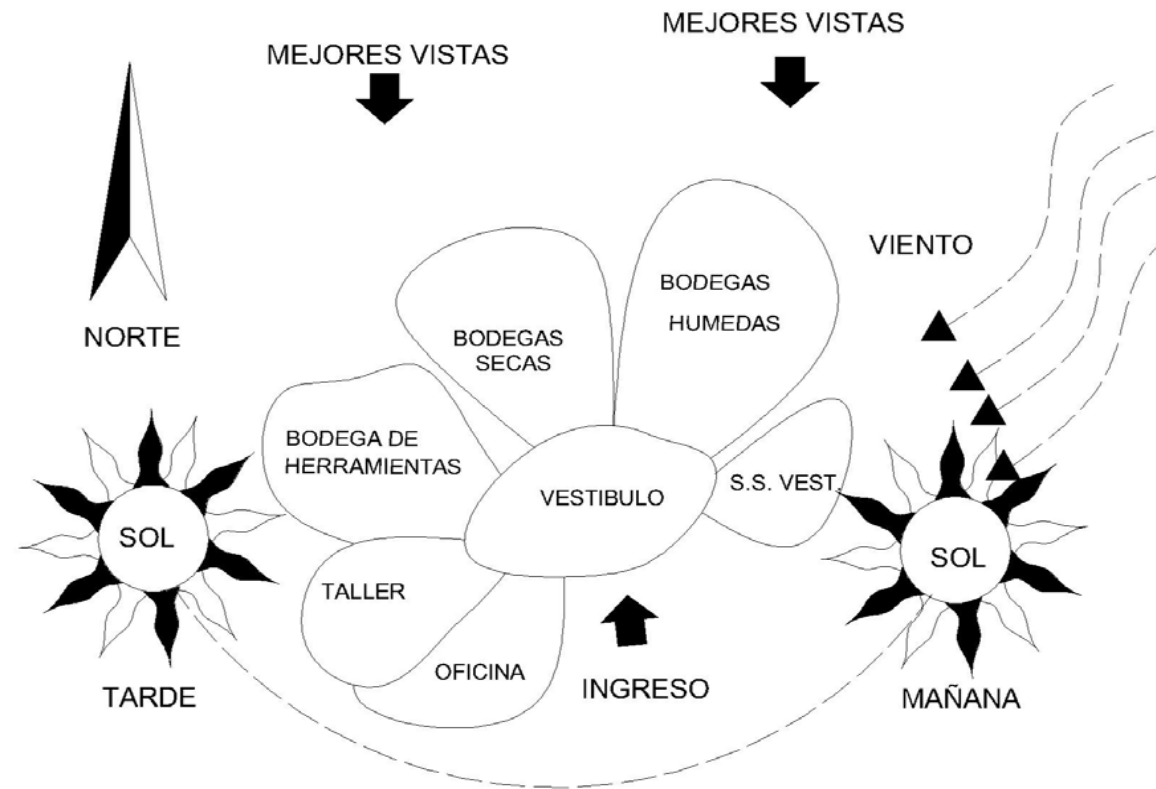 MEJORES VISTAS
MEJORES VISTAS
NORTE
VIENTO
BODEGAS
HUMEDAS
BODEGAS
SECAS
BODEGA DE
HERRAMIENTAS
VESTIBULO
S.S. VEST.
SOL
SOL
TALLER
OFICINA
INGRESO
TARDE
MAÑANA